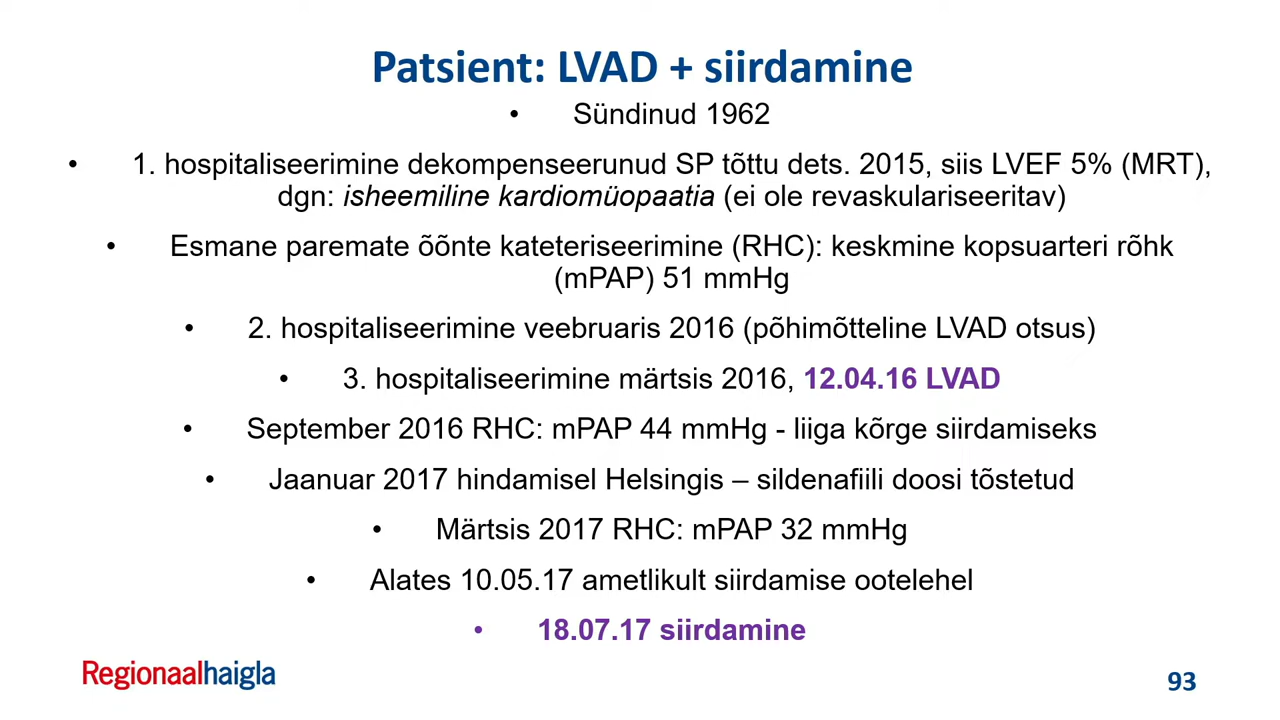 Patsient: LVAD + siirdamine
• Sündinud 1962
• 1. hospitaliseerimine dekompenseerunud SP tõttu dets. 2015, siis LVEF 5% (MRT),
dgn: isheemiline kardiomüopaatia (ei ole revaskulariseeritav)
• Esmane paremate õõnte kateteriseerimine (RHC): keskmine kopsuarteri rõhk
(mPAP) 51 mmHg
• 2. hospitaliseerimine veebruaris 2016 (põhimõtteline LVAD otsus)
• 3. hospitaliseerimine märtsis 2016, 12.04.16 LVAD
• September 2016 RHC: mPAP 44 mmHg - liiga kõrge siirdamiseks
• Jaanuar 2017 hindamisel Helsingis – sildenafiili doosi tõstetud
• Märtsis 2017 RHC: mPAP 32 mmHg
• Alates 10.05.17 ametlikult siirdamise ootelehel
• 18.07.17 siirdamine
Regionaalhaigla
93